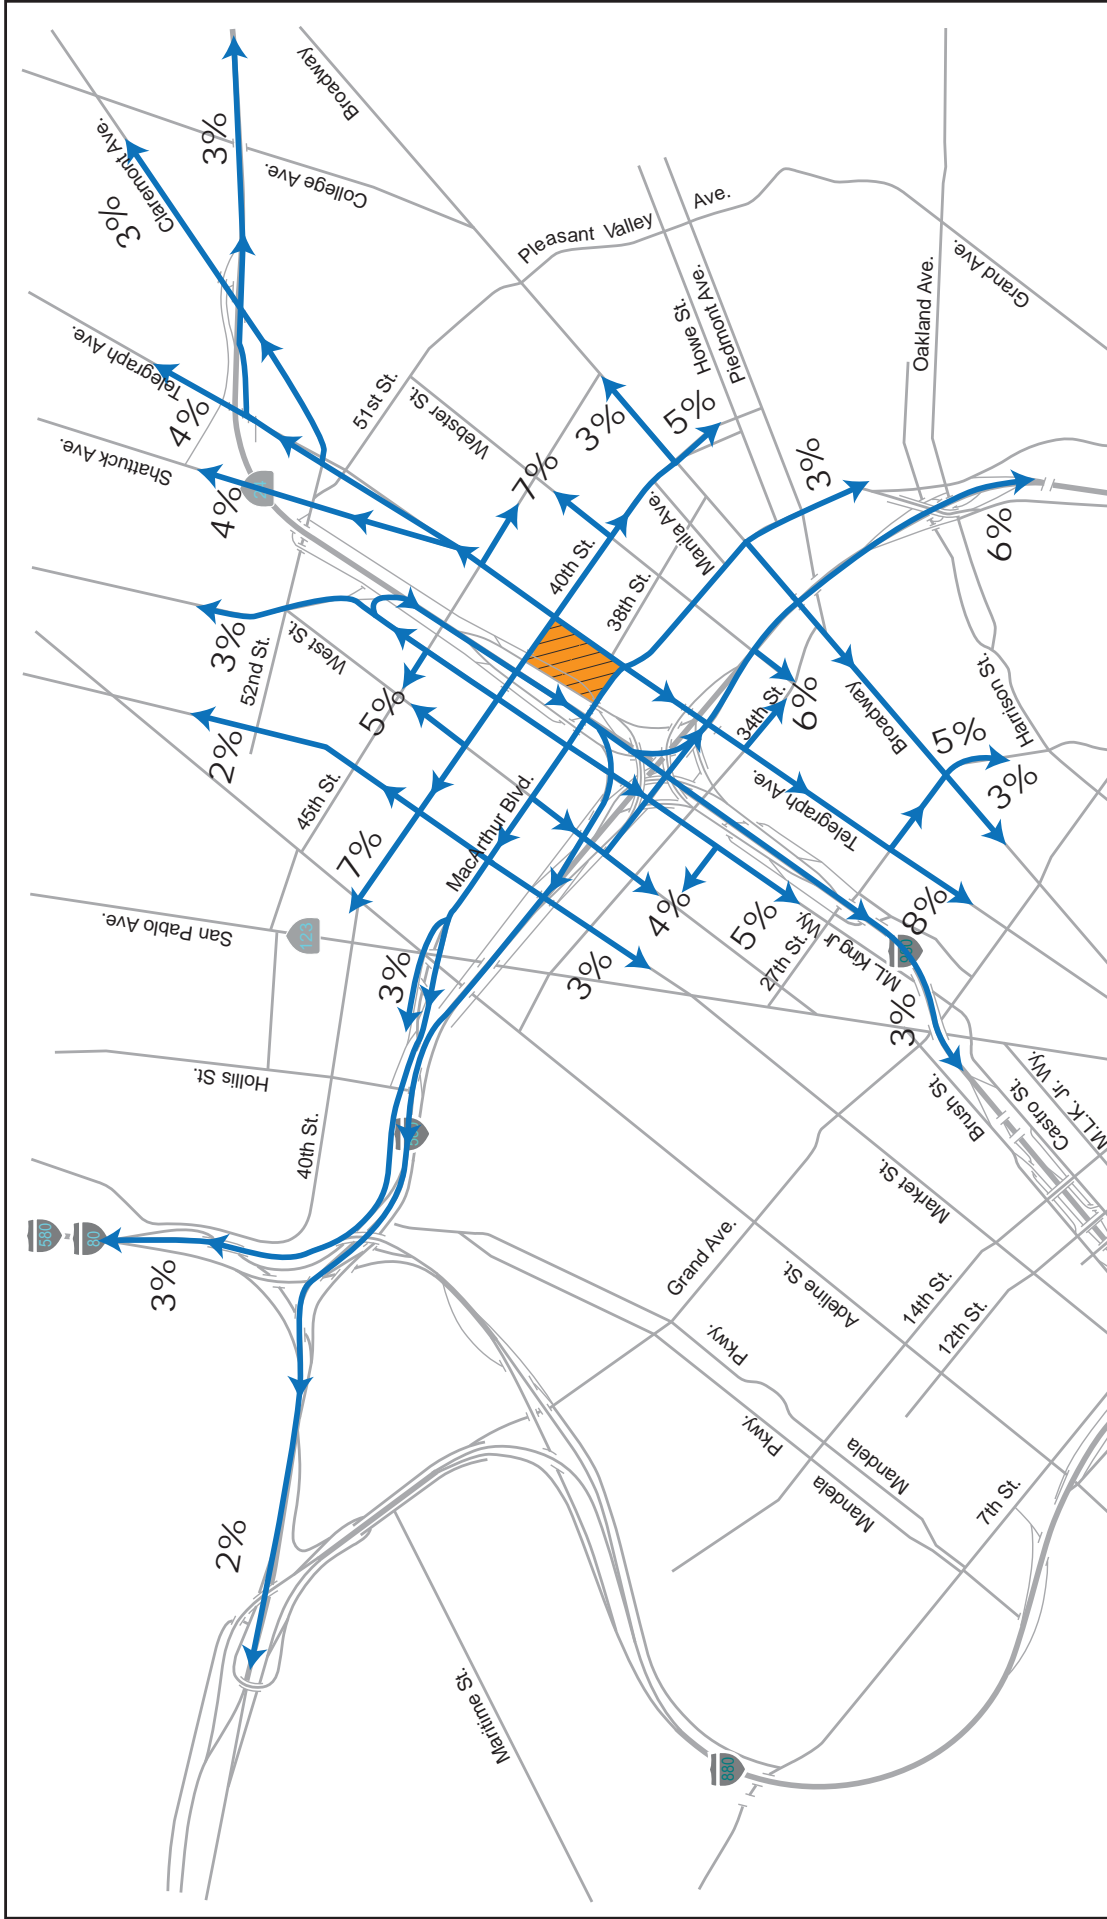 Broadway
3%
College Ave.
Claremont Ave.
3%
Pleasant Valley Ave.
Howe St.
Piedmont Ave.
Oakland Ave.
Grand Ave.
Telegraph Ave.
4%
51st St.
Webster St.
3%
5%
Shattuck Ave.
4%
24
7%
3%
Manila Ave.
40th St.
38th St.
6%
3%
52nd St.
West St.
5%
2%
34th St.
6%
Broadway
Harrison St.
5%
3%
45th St.
MacArthur Blvd.
Telegraph Ave.
7%
4%
5%
8%
San Pablo Ave.
123
3%
3%
27th St.
M.L. King Jr Wy.
3%
Hollis St.
40th St.
Brush St.
Castro St.
M.L.K. Jr. Wy.
Market St.
580
80
3%
Grand Ave.
Adeline St.
14th St.
12th St.
Pkwy.
Pkwy.
Mandela
Mandela
7th St.
2%
Maritime St.
880